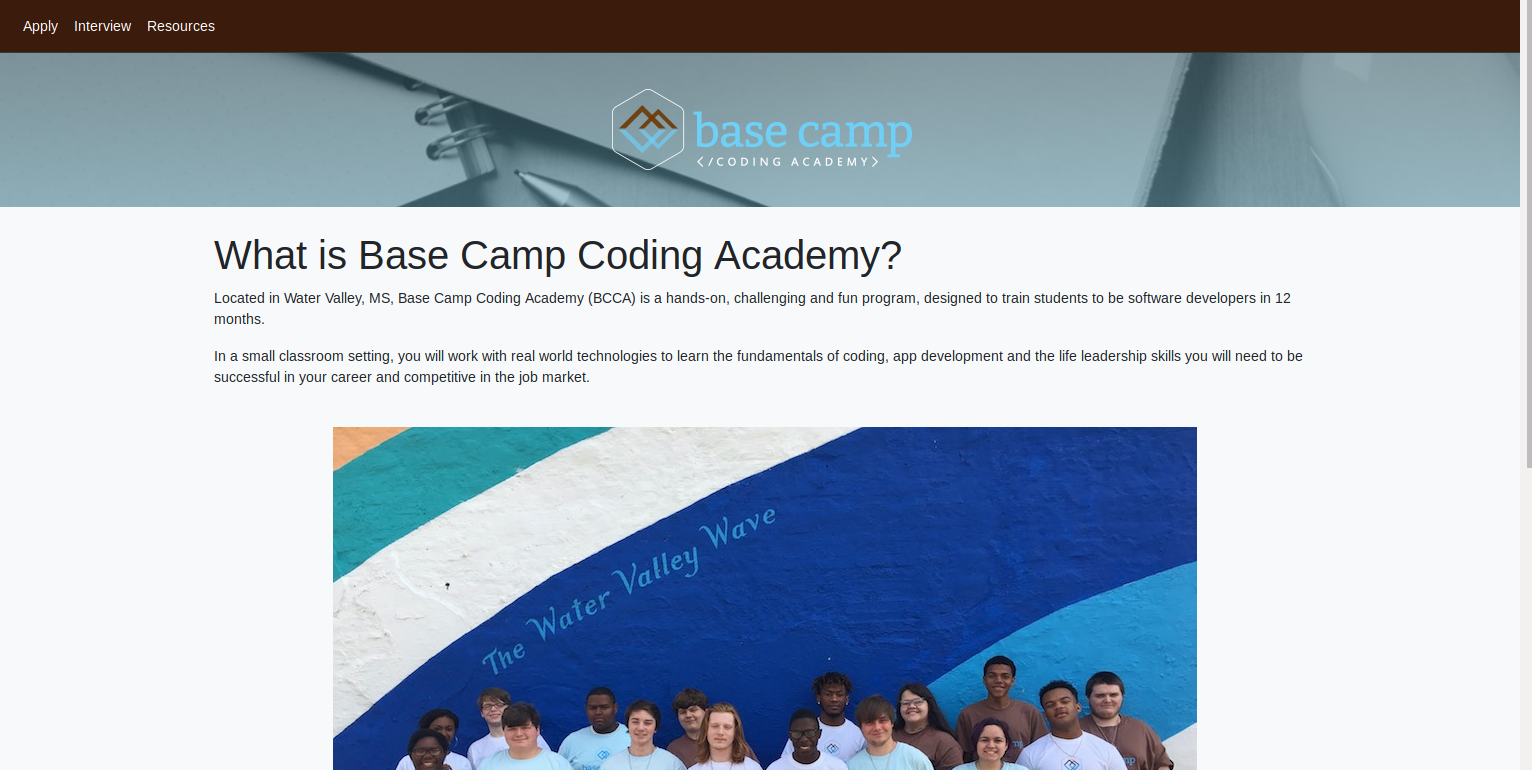 Apply Interview Resources
base camp
</CODING ACADEMY>
What is Base Camp Coding Academy?
Located in Water Valley, MS, Base Camp Coding Academy (BCCA) is a hands-on, challenging and fun program, designed to train students to be software developers in 12
months.
In a small classroom setting, you will work with real world technologies to learn the fundamentals of coding, app development and the life leadership skills you will need to be
successful in your career and competitive in the job market.
The Water Valley Wave